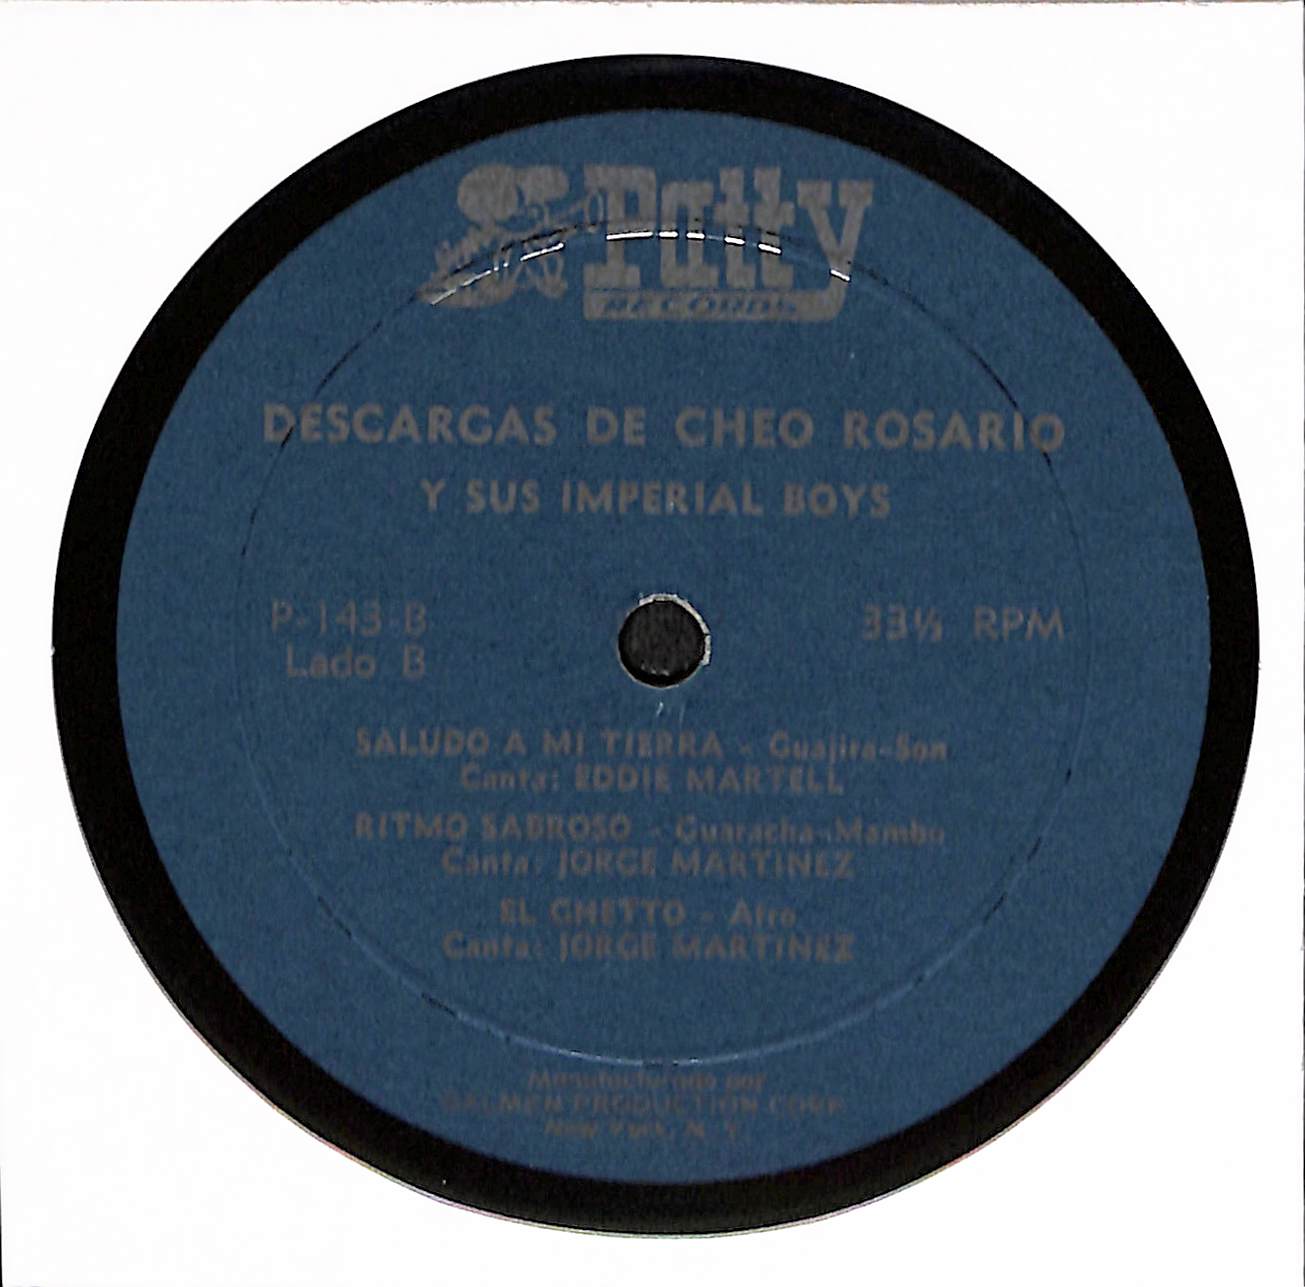 Patty
RECORDS
DESCARGAS DE CHEO ROSARIO
Y SUS IMPERIAL BOYS
P-143-B
Lado B
33⅓ RPM
SALUDO A MI TIERRA - Guajira-Son
Canta: EDDIE MARTELL
RITMO SABROSO - Guaracha-Mambo
Canta: JORGE MARTINEZ
EL GHETTO - Afro
Canta: JORGE MARTINEZ
Manufacturado por
PRODUCTION CORP.
New York, N. Y.